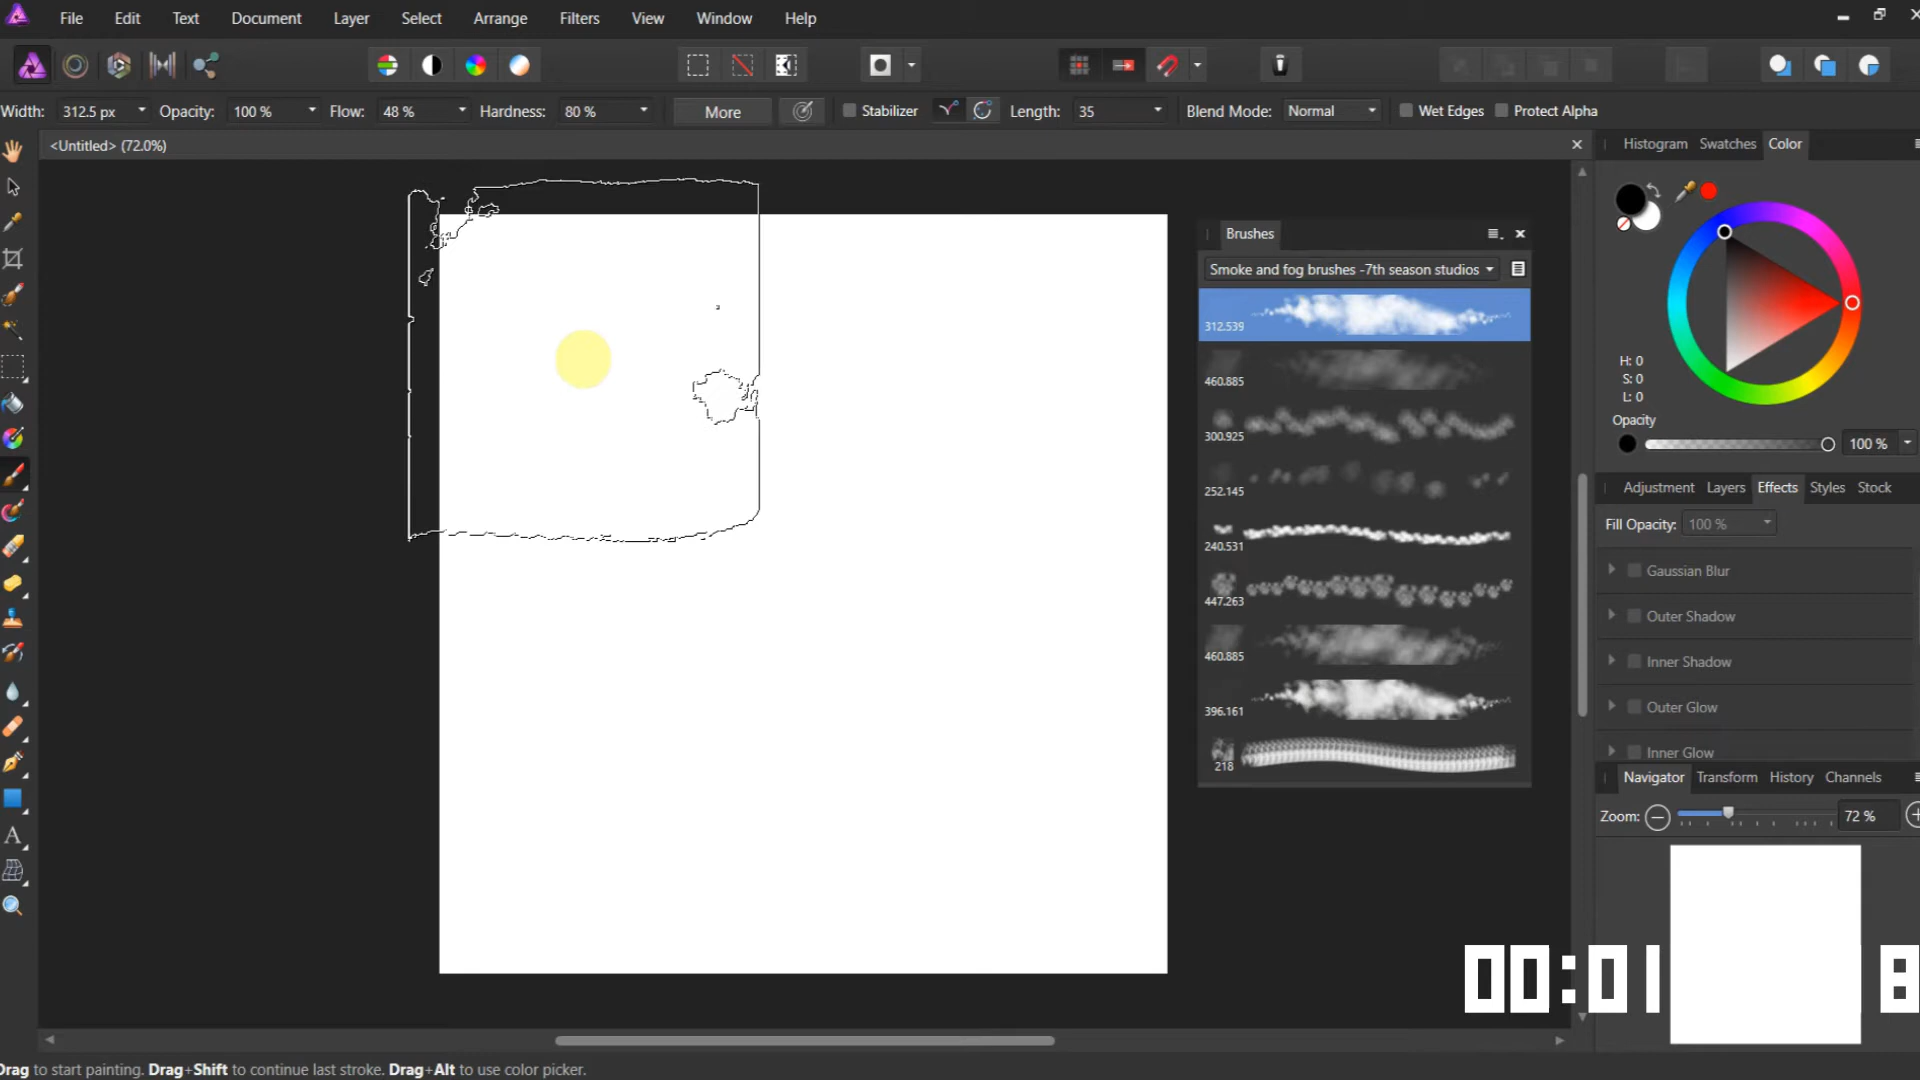 File Edit Text Document Layer Select Arrange Filters View Window Help
Width: 312.5 px Opacity: 100 % Flow: 48 % Hardness: 80 % More Stabilizer Length: 35 Blend Mode: Normal Wet Edges Protect Alpha
<Untitled> (72.0%)
Histogram Swatches Color
H: 0
S: 0
L: 0
Opacity
100 %
Brushes
Smoke and fog brushes -7th season studios
312.539
460.885
300.925
252.145
240.531
447.263
460.885
396.161
218
Adjustment Layers Effects Styles Stock
Fill Opacity: 100 %
Gaussian Blur
Outer Shadow
Inner Shadow
Outer Glow
Inner Glow
Navigator Transform History Channels
Zoom: 72 %
00:01 8
Drag to start painting. Drag+Shift to continue last stroke. Drag+Alt to use color picker.